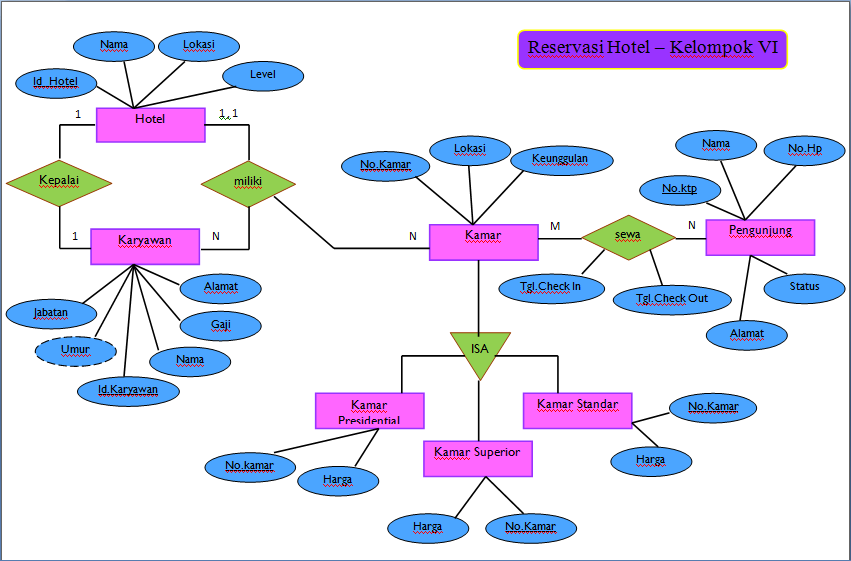 Reservasi Hotel – Kelompok VI
Nama
Lokasi
Id_Hotel
Level
1
Hotel
1 , 1
Kepalai
miliki
1
Karyawan
N
Alamat
Jabatan
Gaji
Umur
Nama
Id.Karyawan
No.Kamar
Lokasi
Keunggulan
N
Kamar
M
sewa
N
Tgl.Check In
Tgl.Check Out
Nama
No.Hp
No.ktp
Pengunjung
Status
Alamat
ISA
Kamar
Presidential
No.kamar
Harga
Kamar Superior
Harga
No.Kamar
Kamar Standar
No.Kamar
Harga